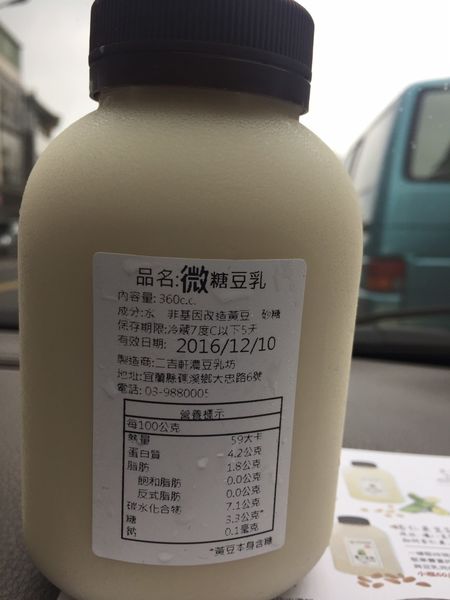 品名:微糖豆乳
內容量: 360c.c.
成分:水 非基因改造黃豆 砂糖
保存期限:冷藏7度C以下5天
有效日期: 2016/12/10
製造商:二吉軒濃豆乳坊
地址:宜蘭縣礁溪鄉大忠路6號
電話: 03-9880005
營養標示
每100公克
熱量 59大卡
蛋白質 4.2公克
脂肪 1.8公克
飽和脂肪 0.0公克
反式脂肪 0.0公克
碳水化合物 7.1公克
糖 3.3公克*
鈉 0.1毫克
*黃豆本身含糖